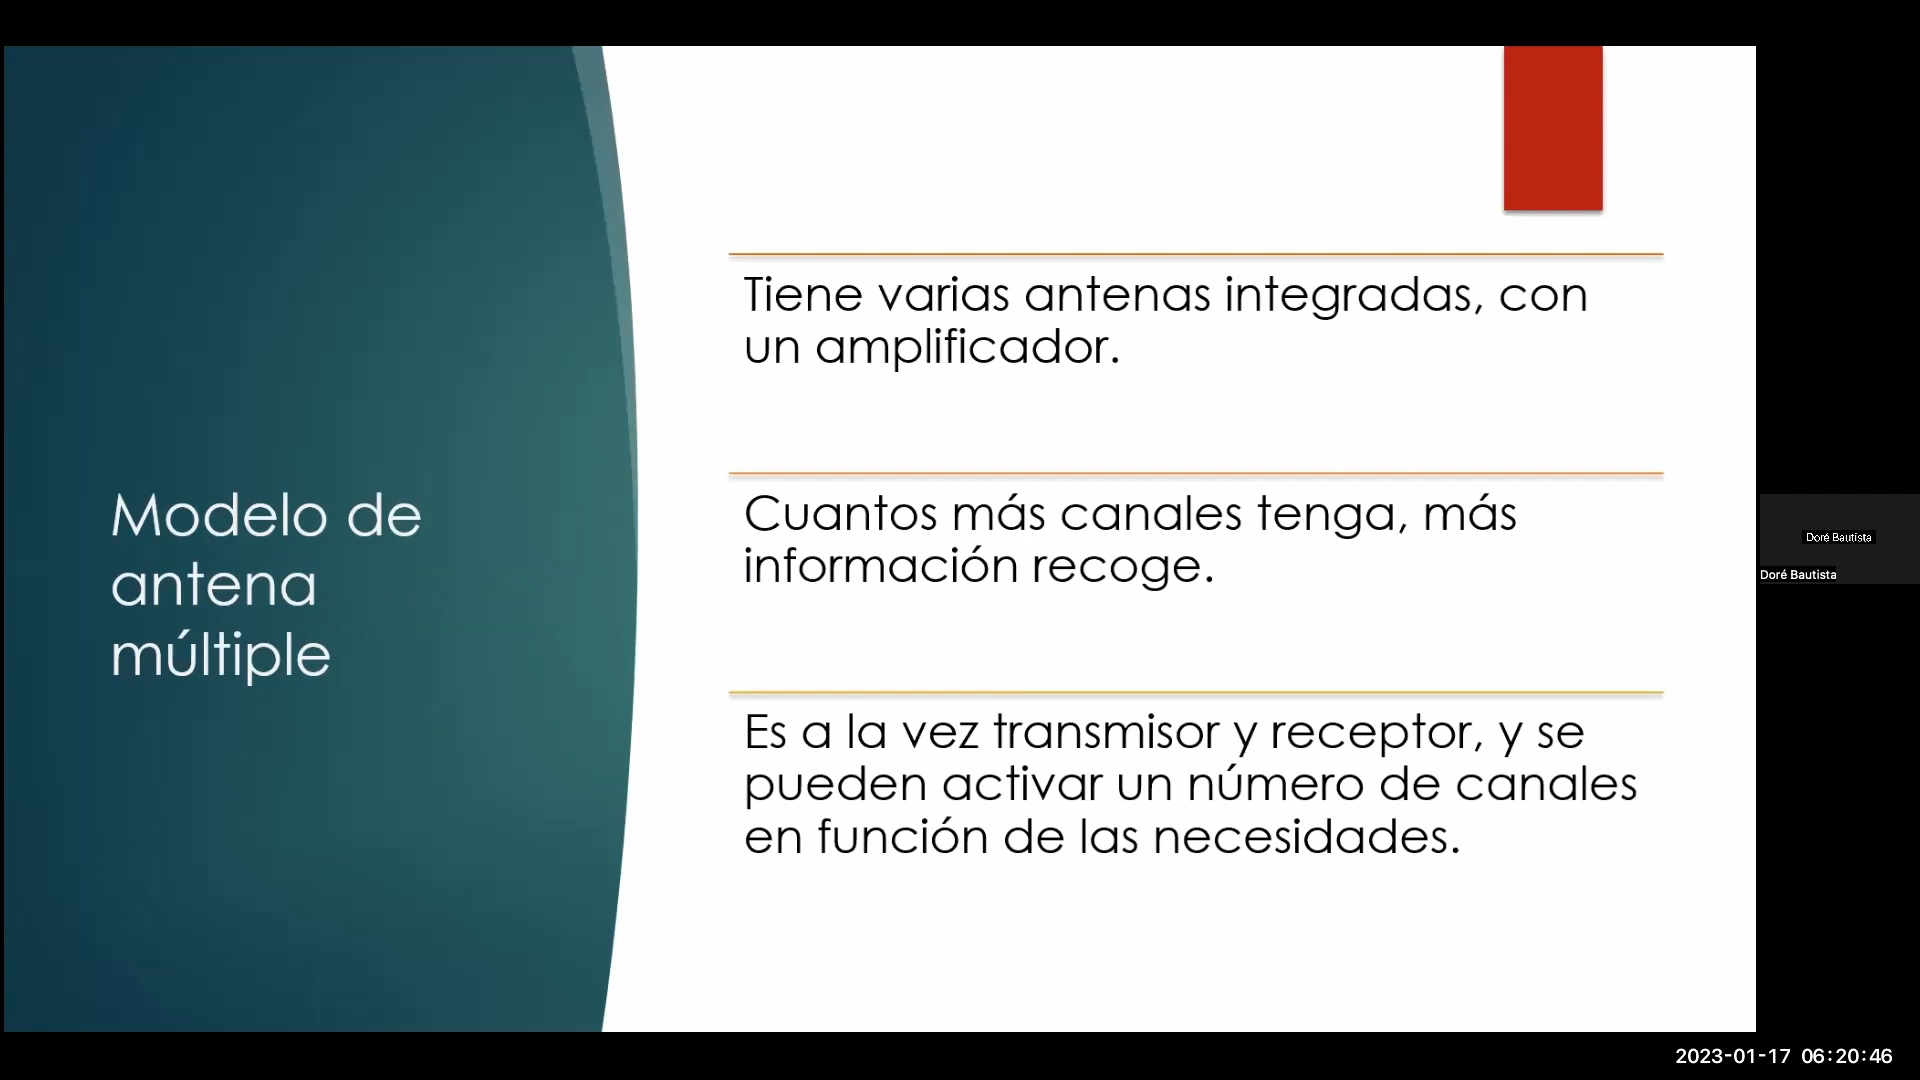 Modelo de
antena
múltiple
Tiene varias antenas integradas, con
un amplificador.
Cuantos más canales tenga, más
información recoge.
Es a la vez transmisor y receptor, y se
pueden activar un número de canales
en función de las necesidades.
Doré Bautista
Doré Bautista
2023-01-17 06:20:46